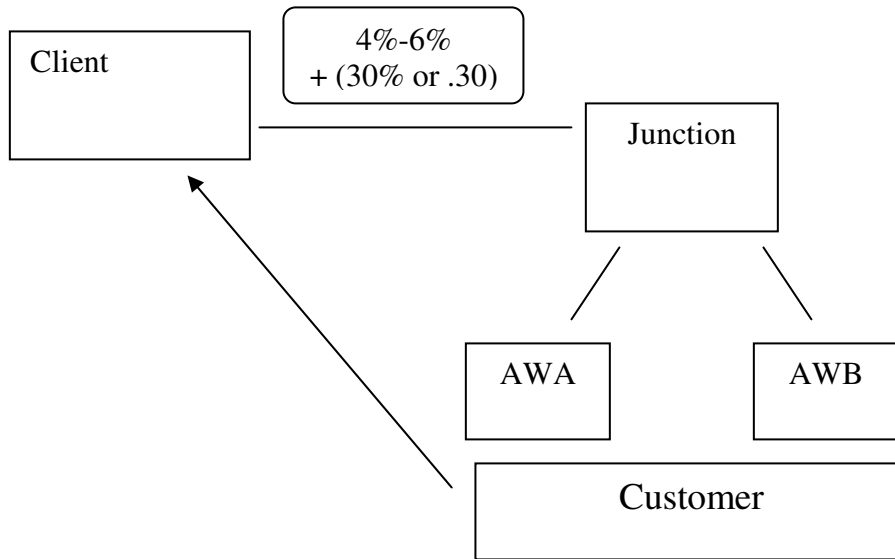 4%-6%
+ (30% or .30)
Client
Junction
AWA
AWB
Customer